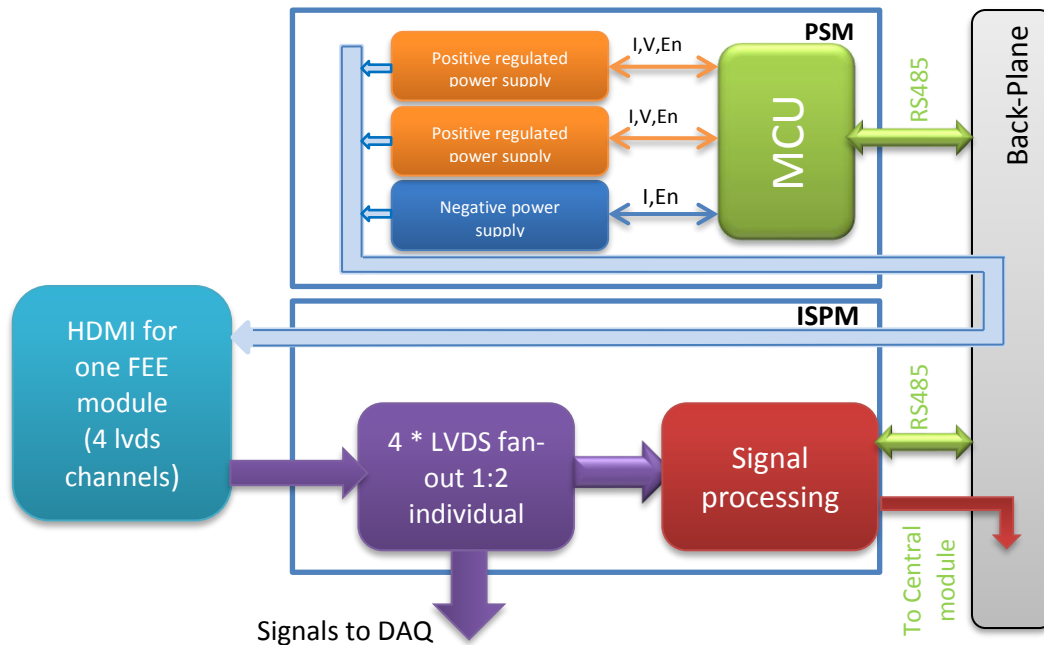 PSM
Positive regulated
power supply
I,V,En
Positive regulated
power supply
I,V,En
Negative power
supply
I,En
MCU
RS485
Back-Plane
ISPM
HDMI for
one FEE
module
(4 lvds
channels)
4 * LVDS fan-
out 1:2
individual
Signal
processing
RS485
To Central
module
Signals to DAQ